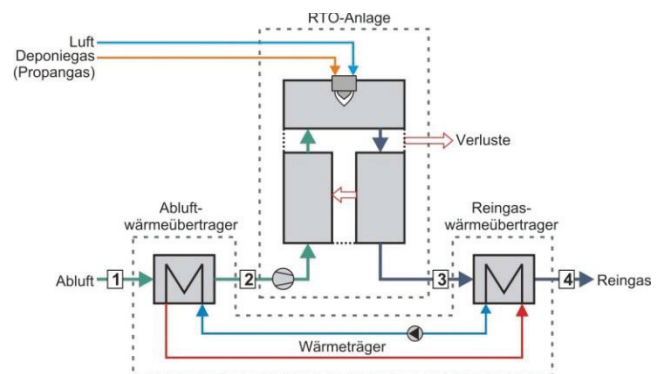 RTO-Anlage
Luft
Deponiegas
(Propangas)
Verluste
Abluft-
wärmeübertrager
Reingas-
wärmeübertrager
Abluft
1
2
3
4
Reingas
Wärmeträger